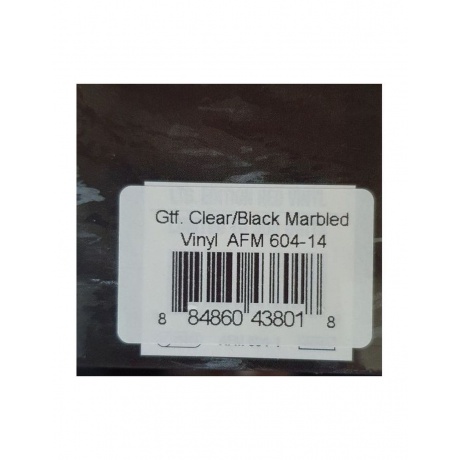 Gtf. Clear/Black Marbled
Vinyl AFM 604-14
8 84860 43801 8